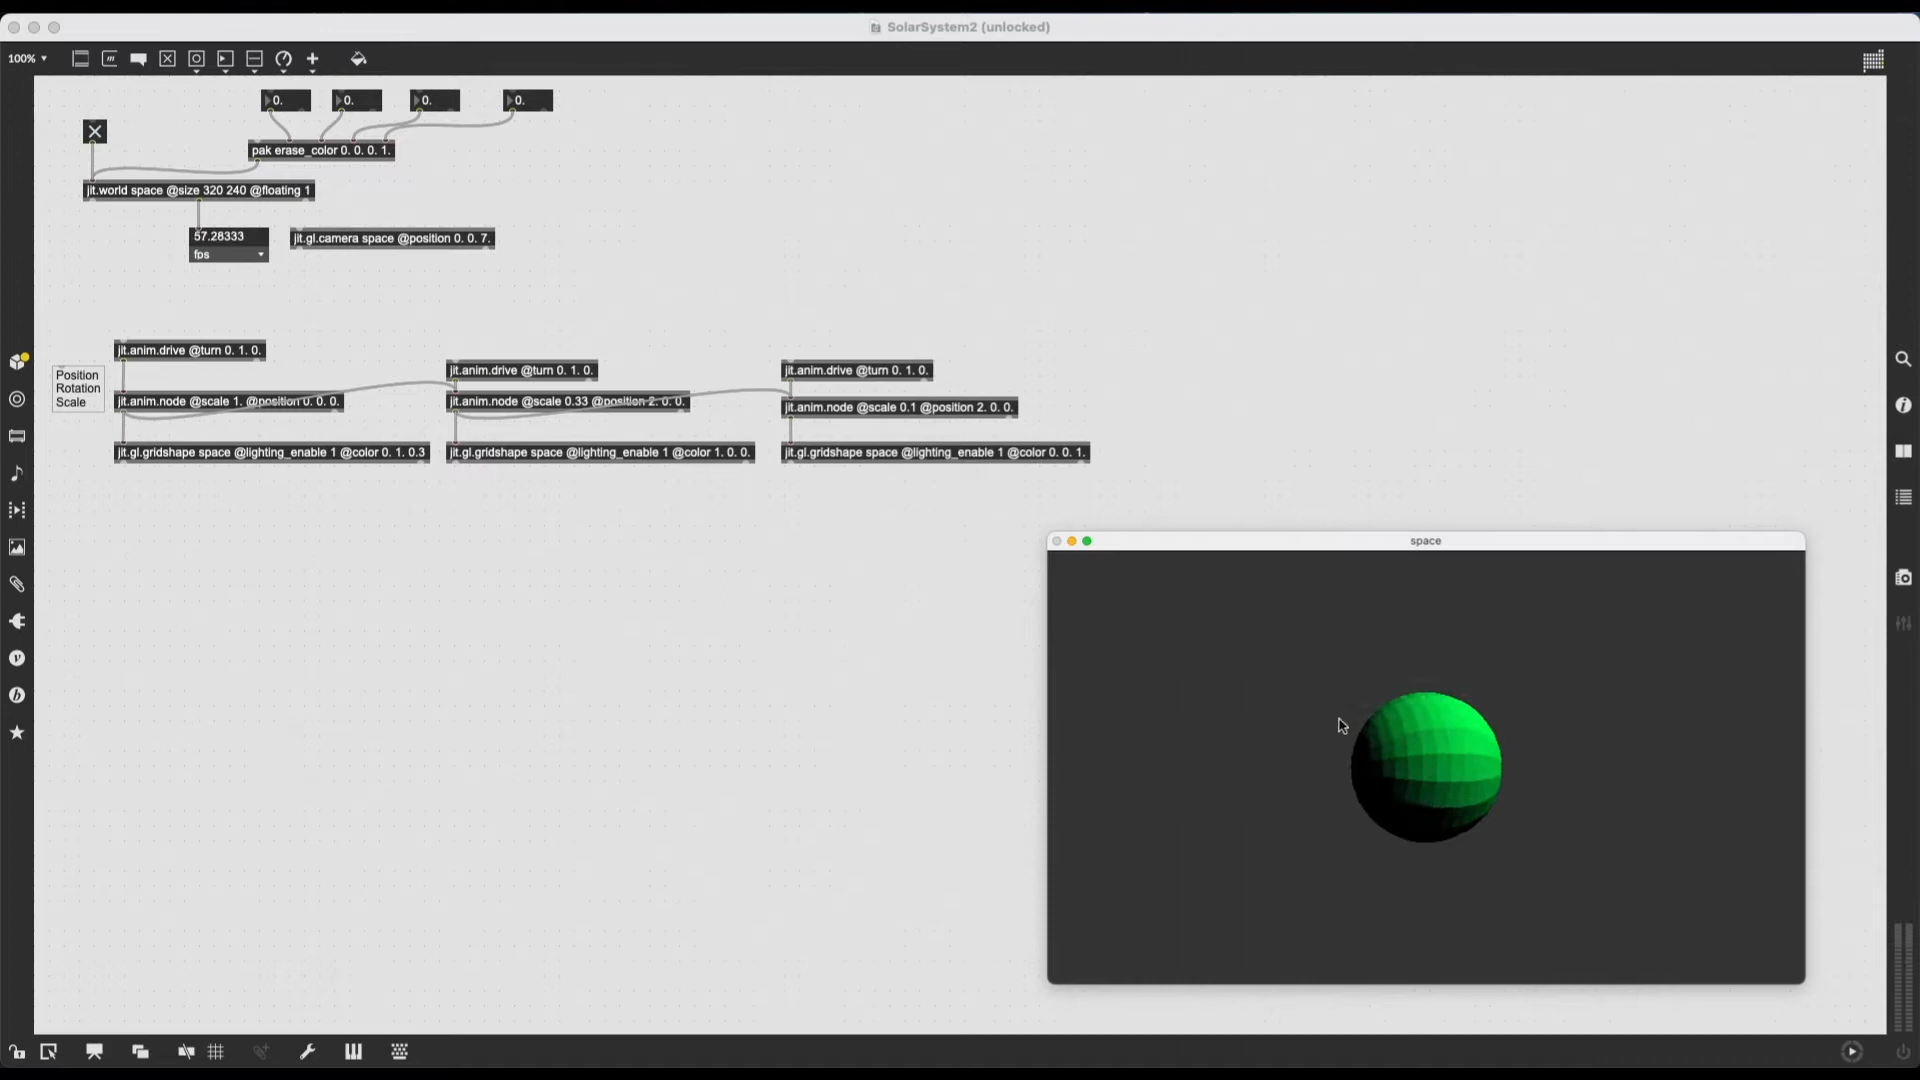 SolarSystem2 (unlocked)
100%
0.
0.
0.
0.
pak erase_color 0. 0. 0. 1.
jit.world space @size 320 240 @floating 1
57.28333
fps
jit.gl.camera space @position 0. 0. 7.
jit.anim.drive @turn 0. 1. 0.
jit.anim.drive @turn 0. 1. 0.
jit.anim.drive @turn 0. 1. 0.
Position
Rotation
Scale
jit.anim.node @scale 1. @position 0. 0. 0.
jit.anim.node @scale 0.33 @position 2. 0. 0.
jit.anim.node @scale 0.1 @position 2. 0. 0.
jit.gl.gridshape space @lighting_enable 1 @color 0. 1. 0.3
jit.gl.gridshape space @lighting_enable 1 @color 1. 0. 0.
jit.gl.gridshape space @lighting_enable 1 @color 0. 0. 1.
space